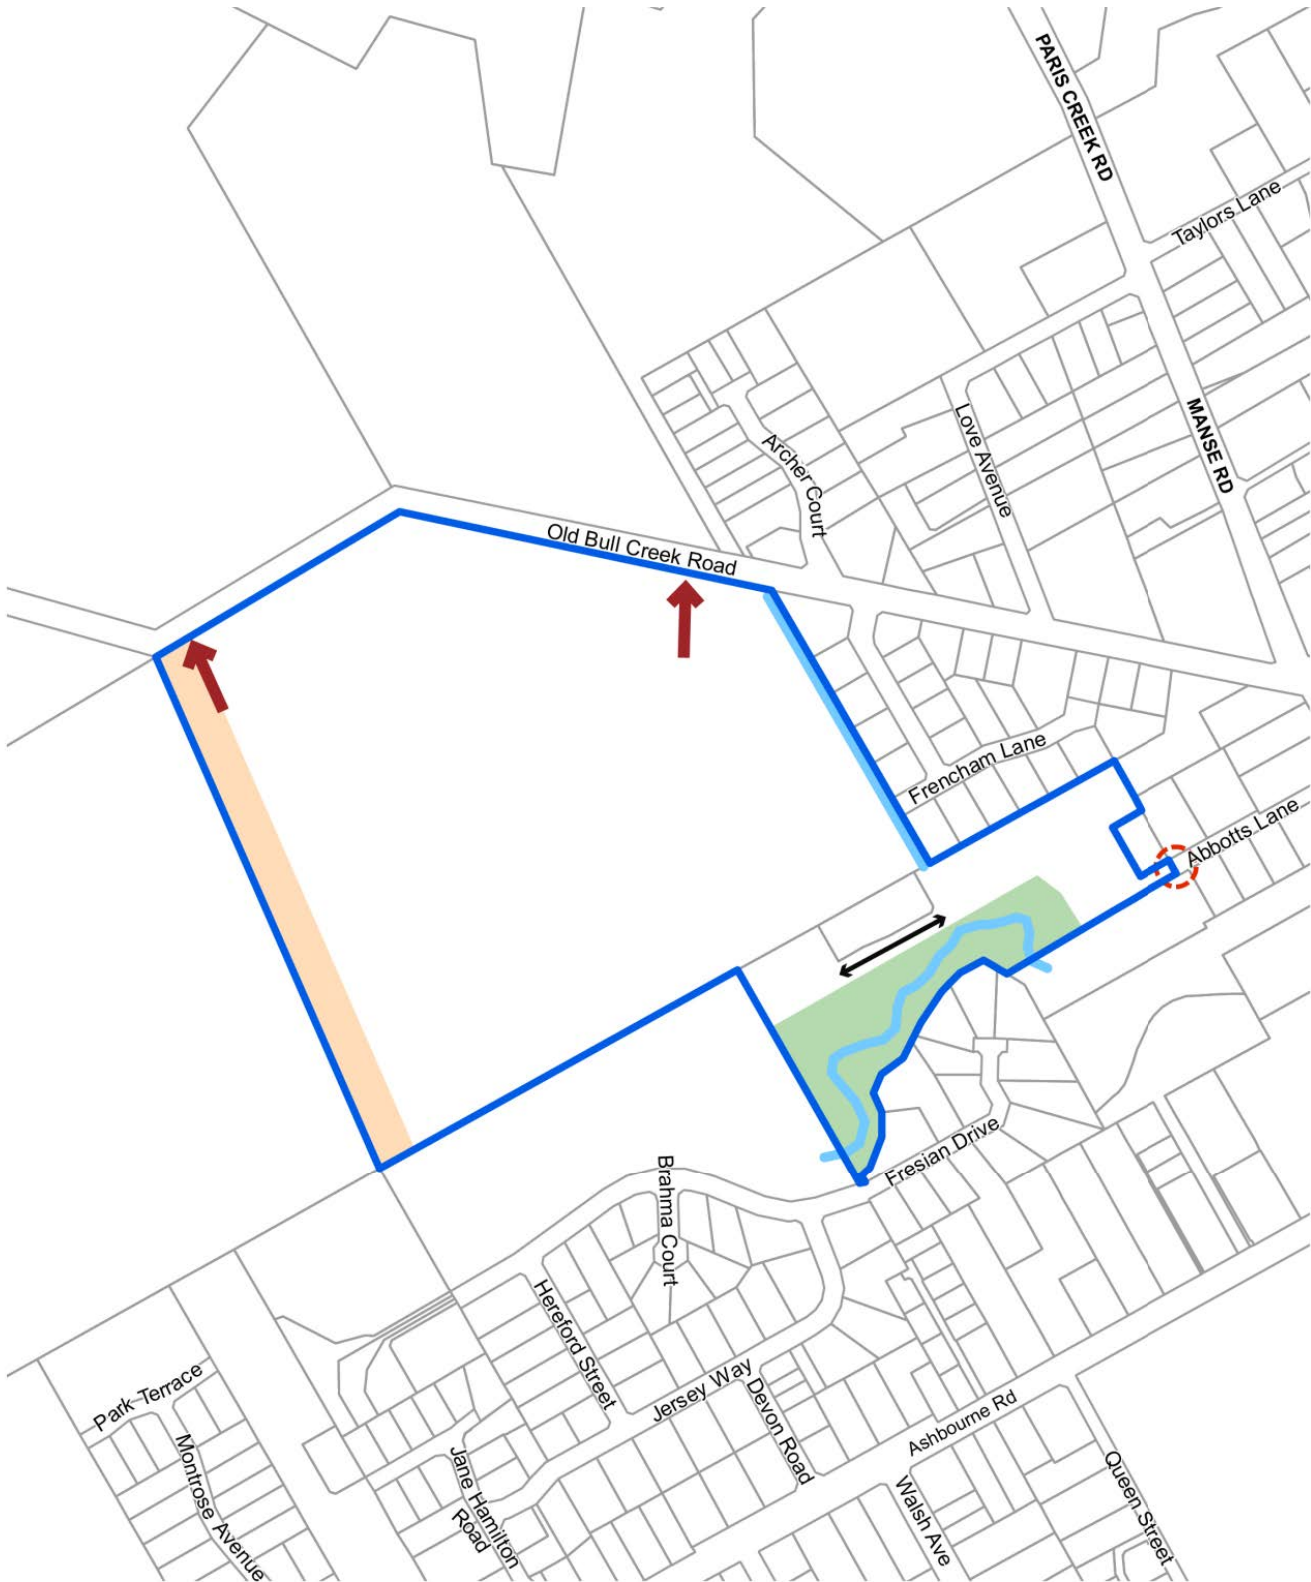 PARIS CREEK RD
Taylors Lane
MANSE RD
Love Avenue
Archer Court
Old Bull Creek Road
Frencham Lane
Abbotts Lane
Fresian Drive
Brahma Court
Hereford Street
Jersey Way
Devon Road
Ashbourne Rd
Park Terrace
Montrose Avenue
Jane Hamilton
Road
Walsh Ave
Queen Street